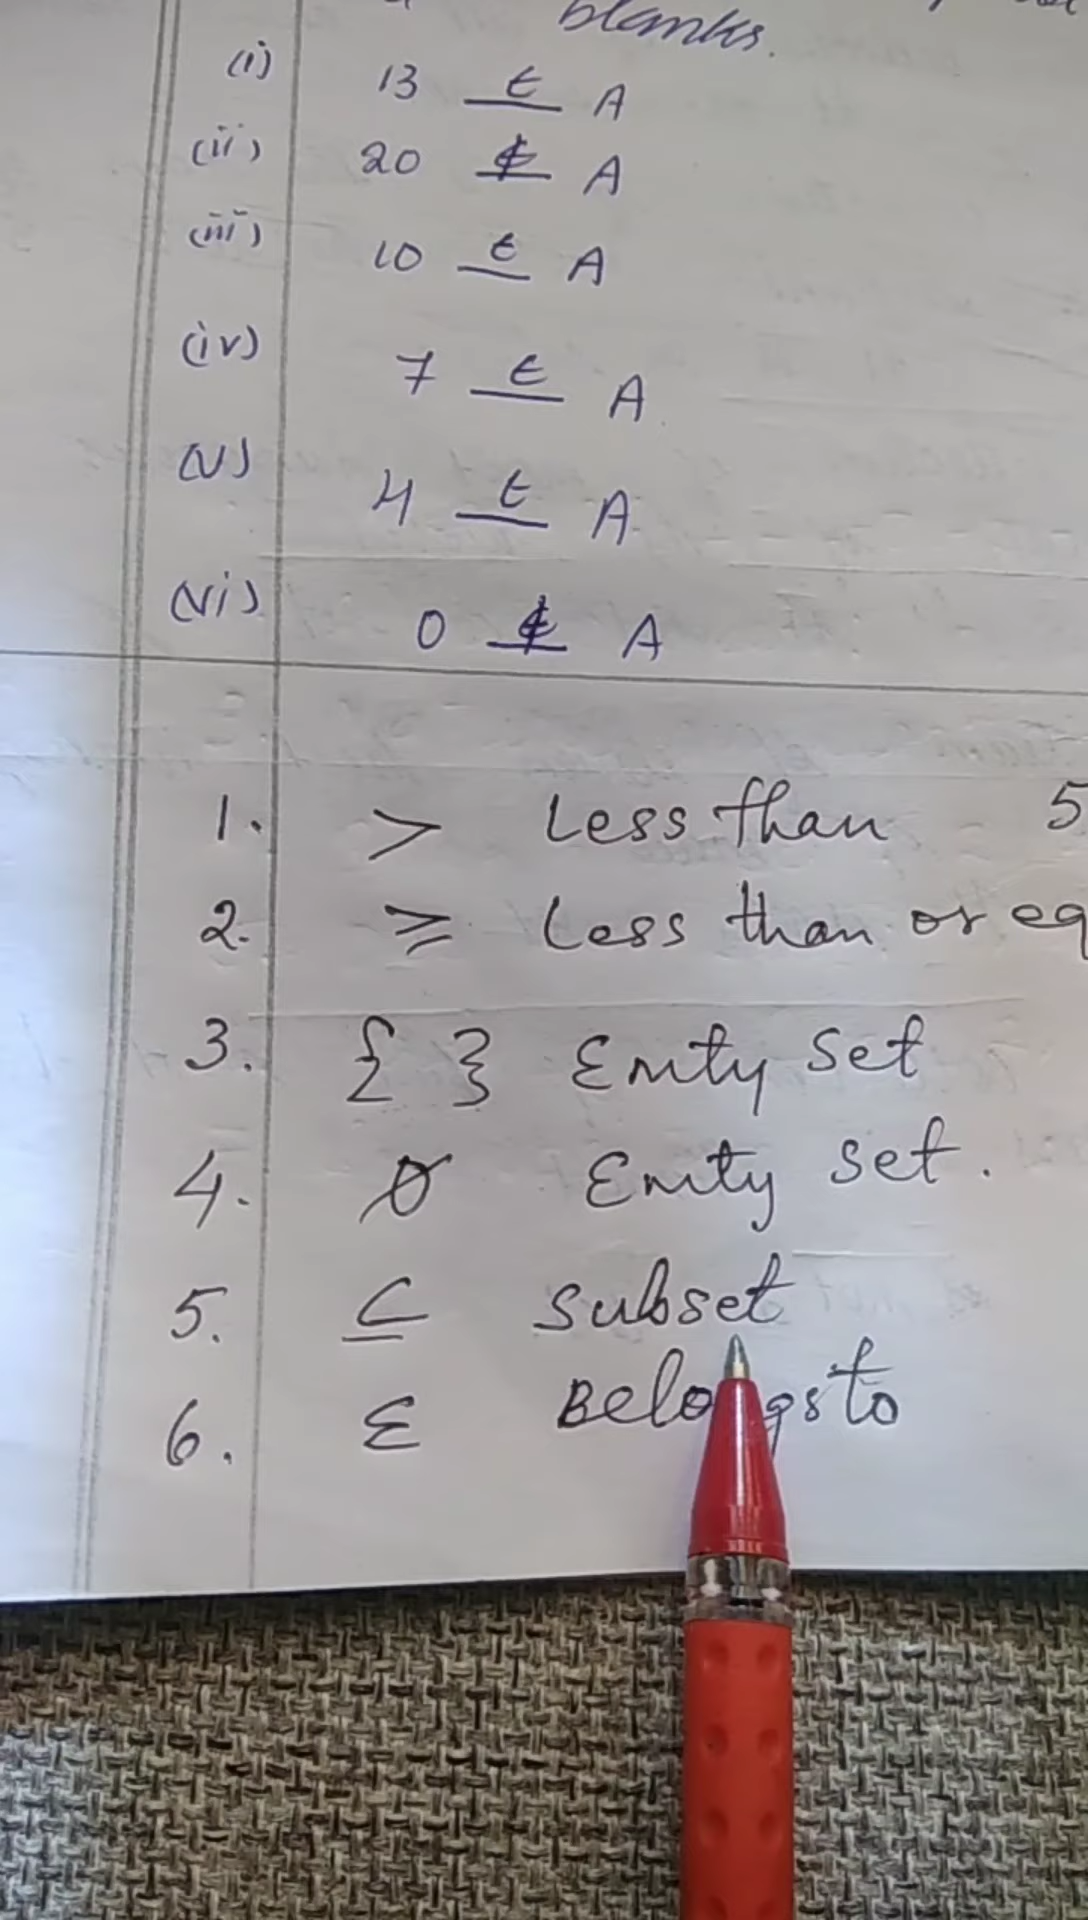 blanks.
(i) 13 ∈ A
(ii) 20 ∉ A
(iii) 10 ∈ A
(iv) 7 ∈ A
(v) 4 ∈ A
(vi) 0 ∉ A
1. > Less than 5
2. ≥ Less than or eq
3. { } Emty Set
4. Ø Emty set.
5. ⊆ Subset
6. ∈ Belongs to